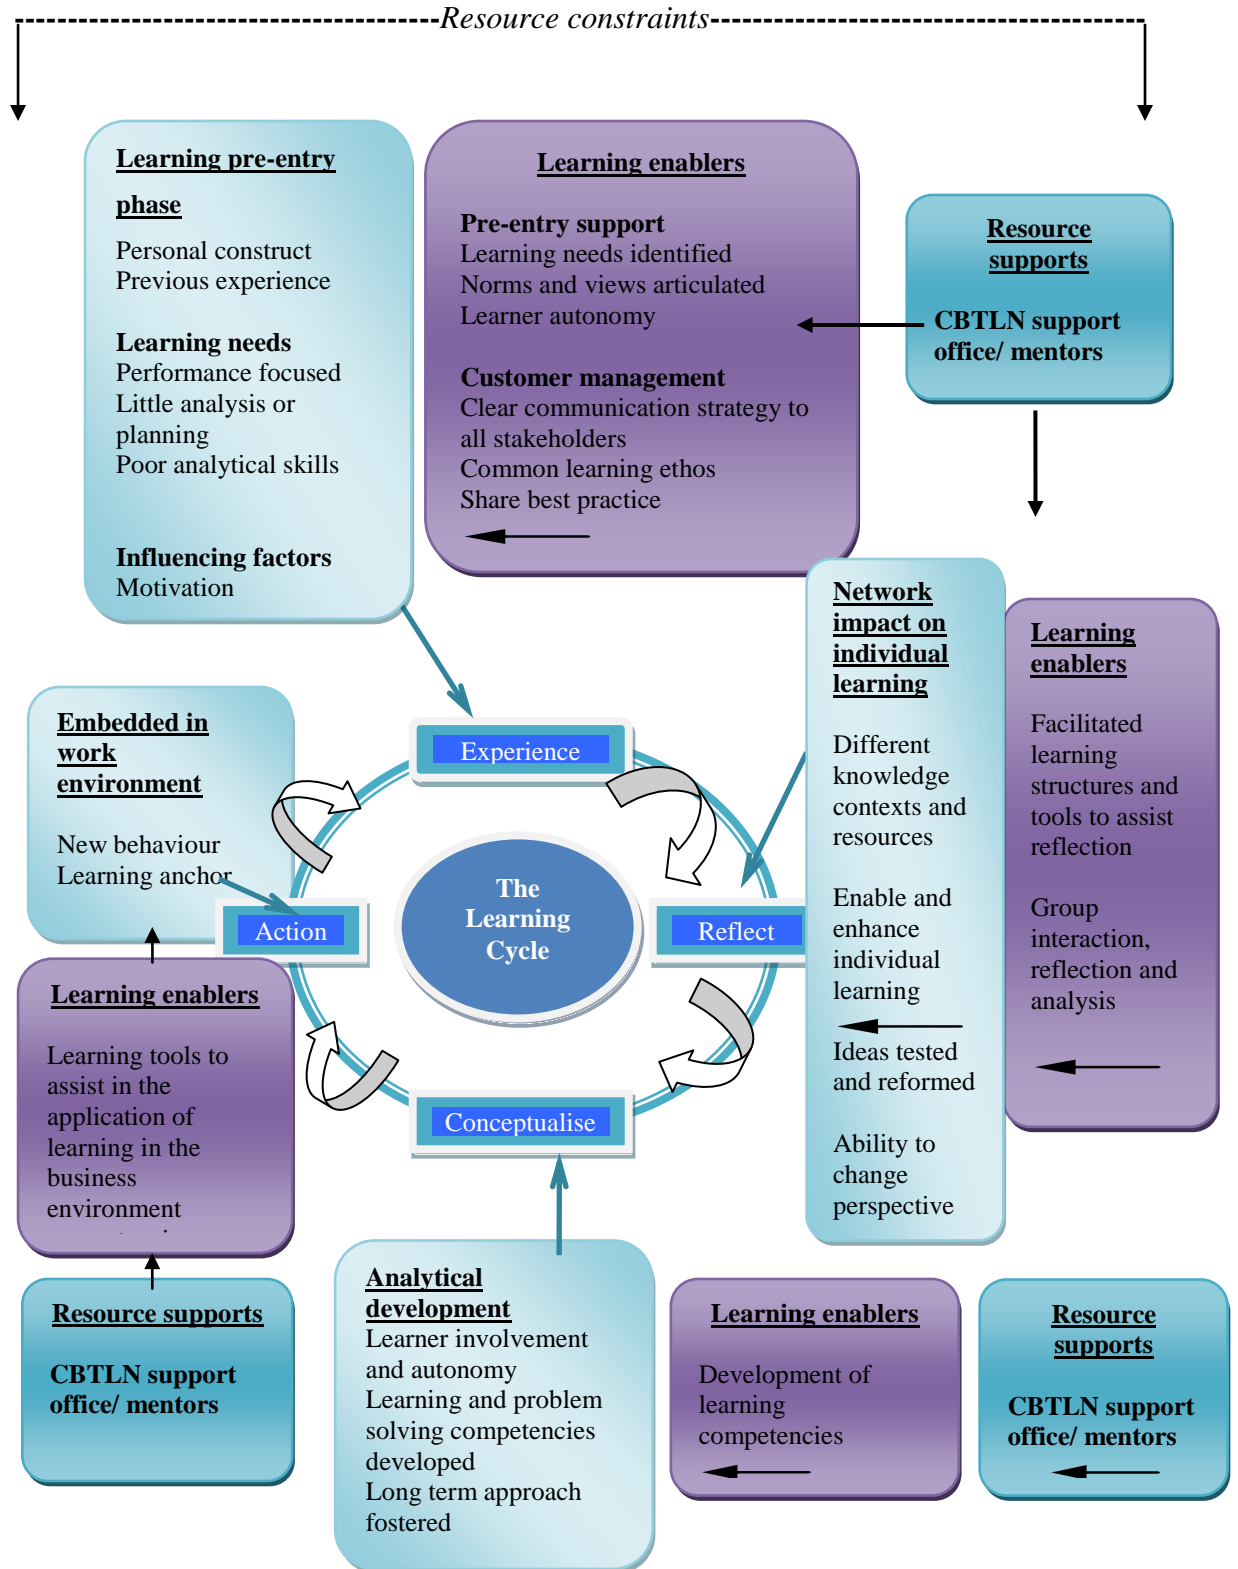 Resource constraints
Learning pre-entry
phase
Personal construct
Previous experience
Learning needs
Performance focused
Little analysis or
planning
Poor analytical skills
Influencing factors
Motivation
Learning enablers
Pre-entry support
Learning needs identified
Norms and views articulated
Learner autonomy
Customer management
Clear communication strategy to
all stakeholders
Common learning ethos
Share best practice
Resource
supports
CBTLN support
office/ mentors
Network
impact on
individual
learning
Different
knowledge
contexts and
resources
Enable and
enhance
individual
learning
Ideas tested
and reformed
Ability to
change
perspective
Learning
enablers
Facilitated
learning
structures and
tools to assist
reflection
Group
interaction,
reflection and
analysis
Embedded in
work
environment
New behaviour
Learning anchor
Experience
The
Learning
Cycle
Action
Reflect
Conceptualise
Learning enablers
Learning tools to
assist in the
application of
learning in the
business
environment
Resource supports
CBTLN support
office/ mentors
Analytical
development
Learner involvement
and autonomy
Learning and problem
solving competencies
developed
Long term approach
fostered
Learning enablers
Development of
learning
competencies
Resource
supports
CBTLN support
office/ mentors